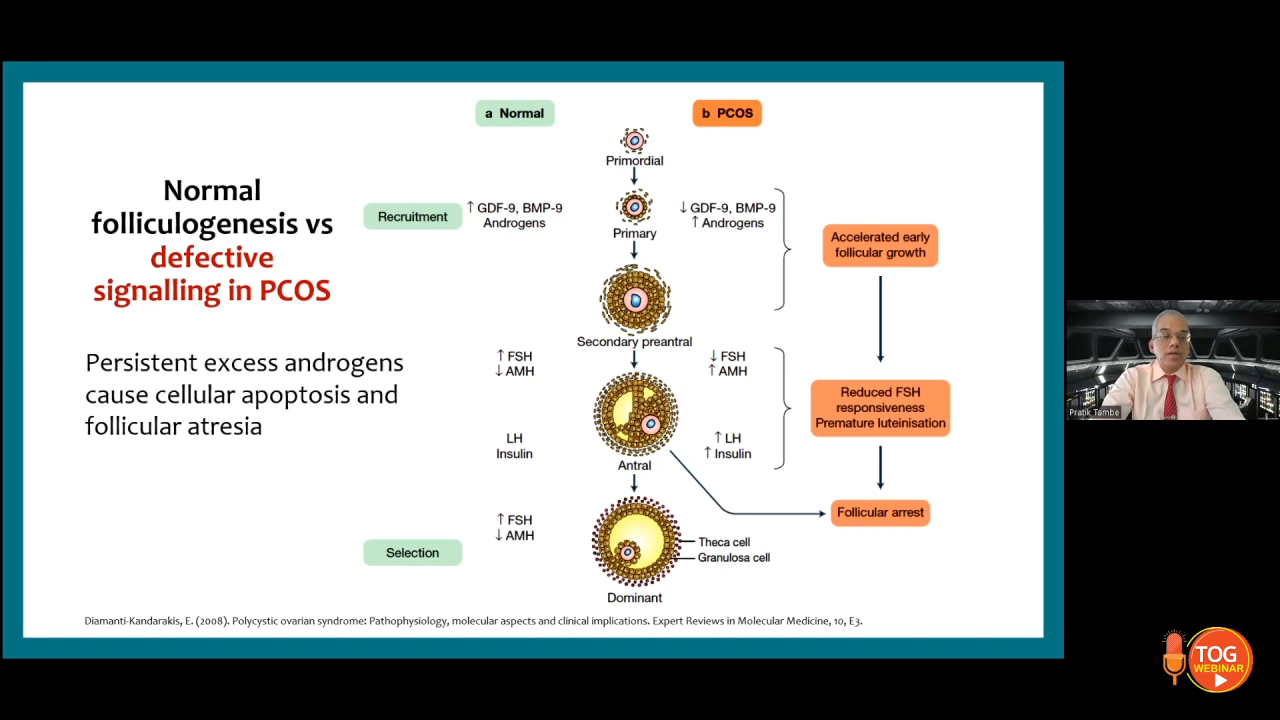 a Normal
b PCOS
Normal
folliculogenesis vs
defective
signalling in PCOS
Persistent excess androgens
cause cellular apoptosis and
follicular atresia
Primordial
Recruitment
↑ GDF-9, BMP-9
Androgens
Primary
↓ GDF-9, BMP-9
↑ Androgens
Accelerated early
follicular growth
Secondary preantral
↑ FSH
↓ AMH
↓ FSH
↑ AMH
LH
Insulin
↑ LH
↑ Insulin
Reduced FSH
responsiveness
Premature luteinisation
Antral
Follicular arrest
↑ FSH
↓ AMH
Selection
Theca cell
Granulosa cell
Dominant
Diamanti-Kandarakis, E. (2008). Polycystic ovarian syndrome: Pathophysiology, molecular aspects and clinical implications. Expert Reviews in Molecular Medicine, 10, E3.
Pratik Tambe
TOG
WEBINAR